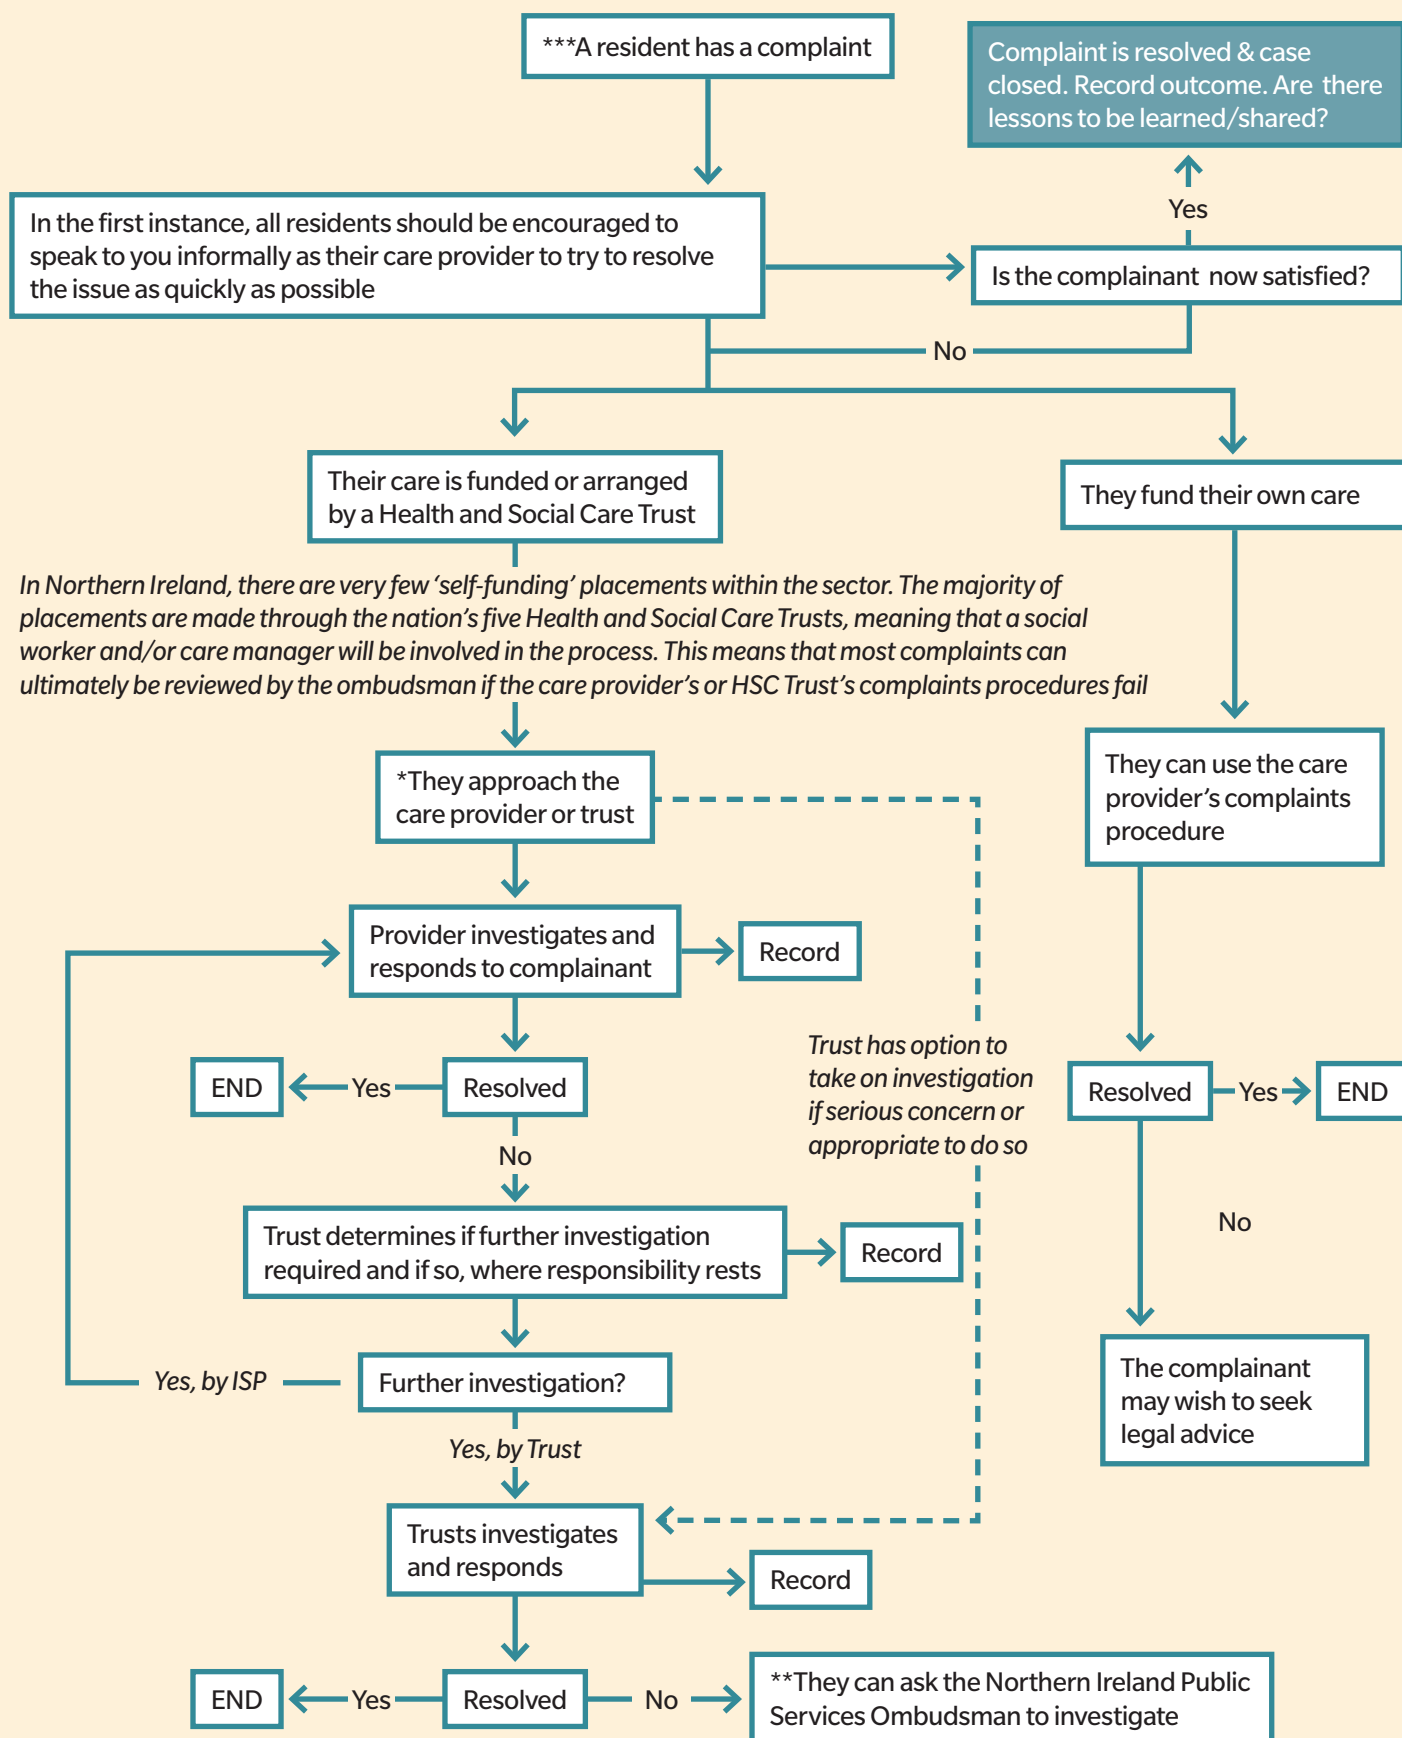 ***A resident has a complaint
Complaint is resolved & case
closed. Record outcome. Are there
lessons to be learned/shared?
In the first instance, all residents should be encouraged to
speak to you informally as their care provider to try to resolve
the issue as quickly as possible
Yes
Is the complainant now satisfied?
No
Their care is funded or arranged
by a Health and Social Care Trust
They fund their own care
In Northern Ireland, there are very few ‘self-funding’ placements within the sector. The majority of
placements are made through the nation’s five Health and Social Care Trusts, meaning that a social
worker and/or care manager will be involved in the process. This means that most complaints can
ultimately be reviewed by the ombudsman if the care provider’s or HSC Trust’s complaints procedures fail
*They approach the
care provider or trust
They can use the care
provider’s complaints
procedure
Provider investigates and
responds to complainant
Record
Trust has option to
take on investigation
if serious concern or
appropriate to do so
END
Yes
Resolved
Resolved
Yes
END
No
No
Trust determines if further investigation
required and if so, where responsibility rests
Record
Yes, by ISP
Further investigation?
The complainant
may wish to seek
legal advice
Yes, by Trust
Trusts investigates
and responds
Record
END
Yes
Resolved
No
**They can ask the Northern Ireland Public
Services Ombudsman to investigate